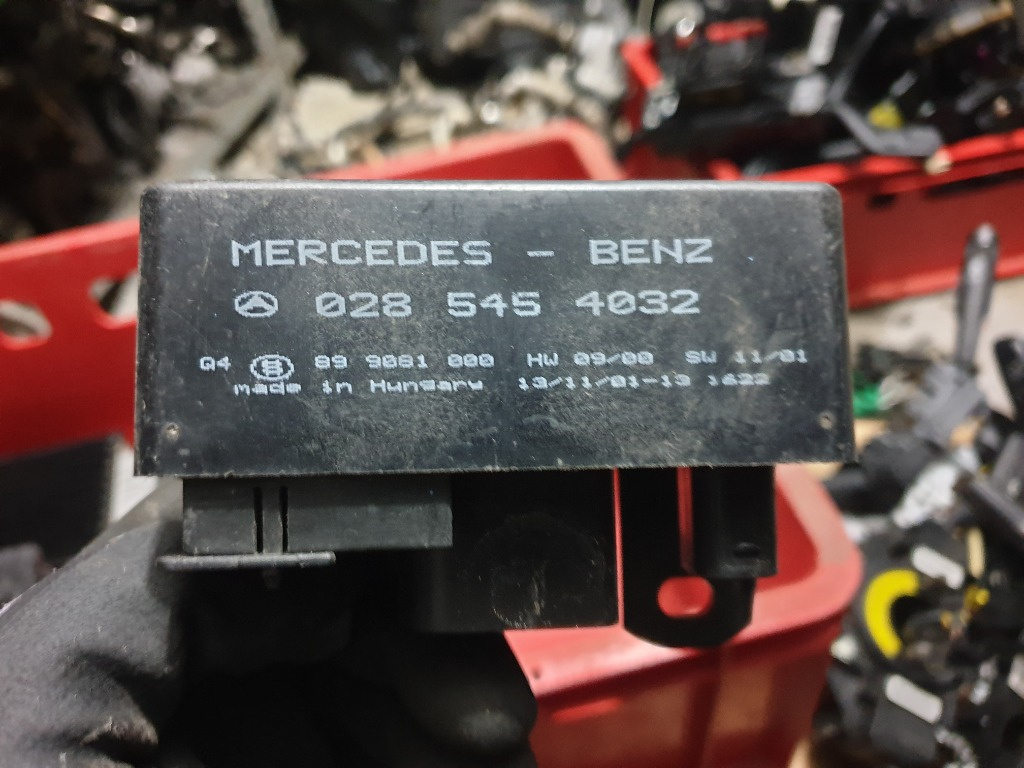 MERCEDES - BENZ
028 545 4032
Q4 S 89 9081 000 HW 09/00 SW 11/01
made in Hungary 13/11/01-13 1622